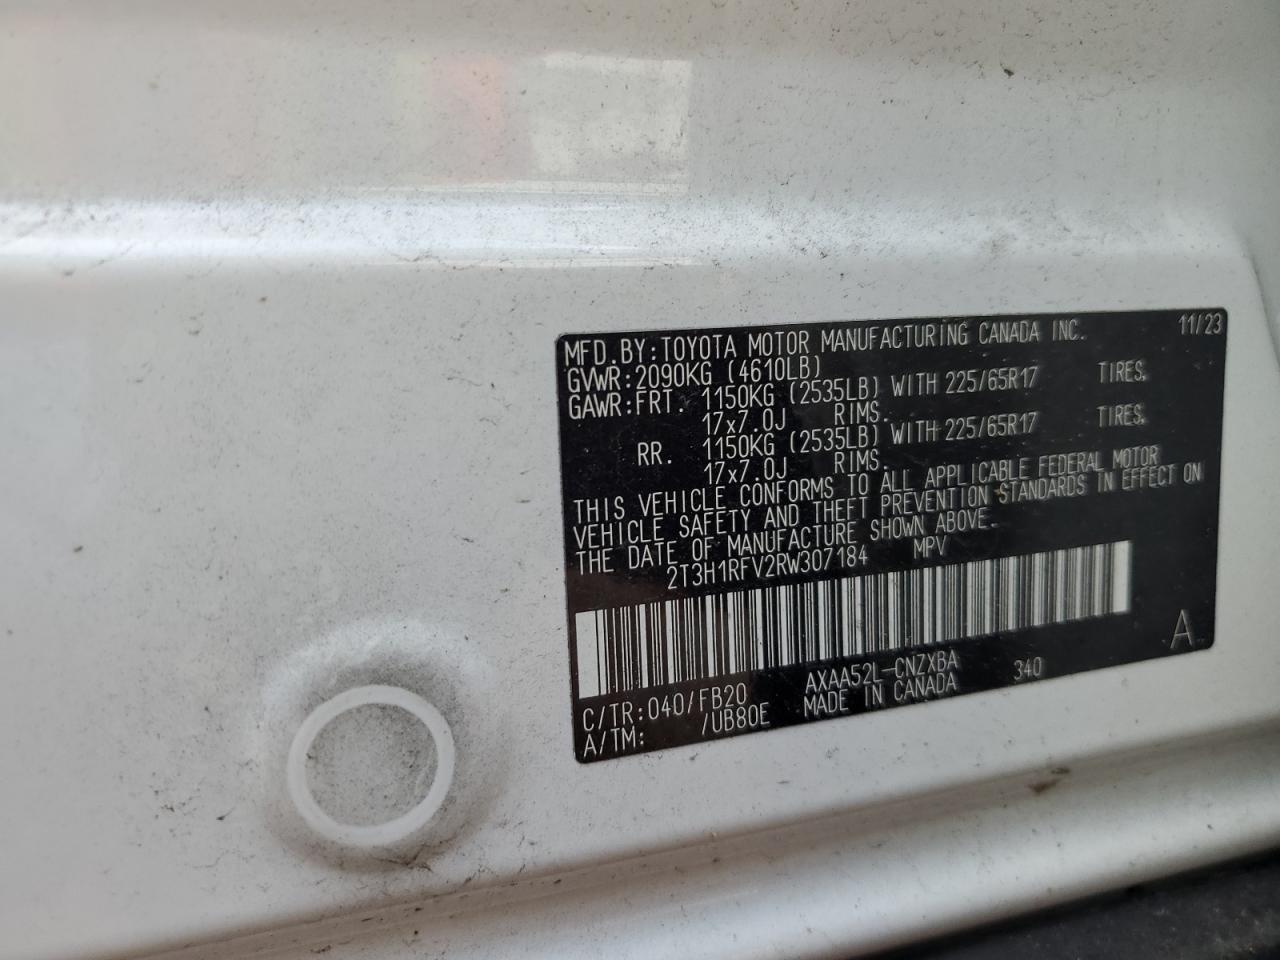 MFD.BY:TOYOTA MOTOR MANUFACTURING CANADA INC. 11/23
GVWR:2090KG (4610LB)
GAWR:FRT. 1150KG (2535LB) WITH 225/65R17 TIRES,
17x7.0J RIMS.
RR. 1150KG (2535LB) WITH 225/65R17 TIRES,
17x7.0J RIMS.
THIS VEHICLE CONFORMS TO ALL APPLICABLE FEDERAL MOTOR
VEHICLE SAFETY AND THEFT PREVENTION STANDARDS IN EFFECT ON
THE DATE OF MANUFACTURE SHOWN ABOVE.
2T3H1RFV2RW307184 MPV
A
C/TR:040/FB20 AXAA52L-CNZXBA 340
A/TM: /UB80E MADE IN CANADA